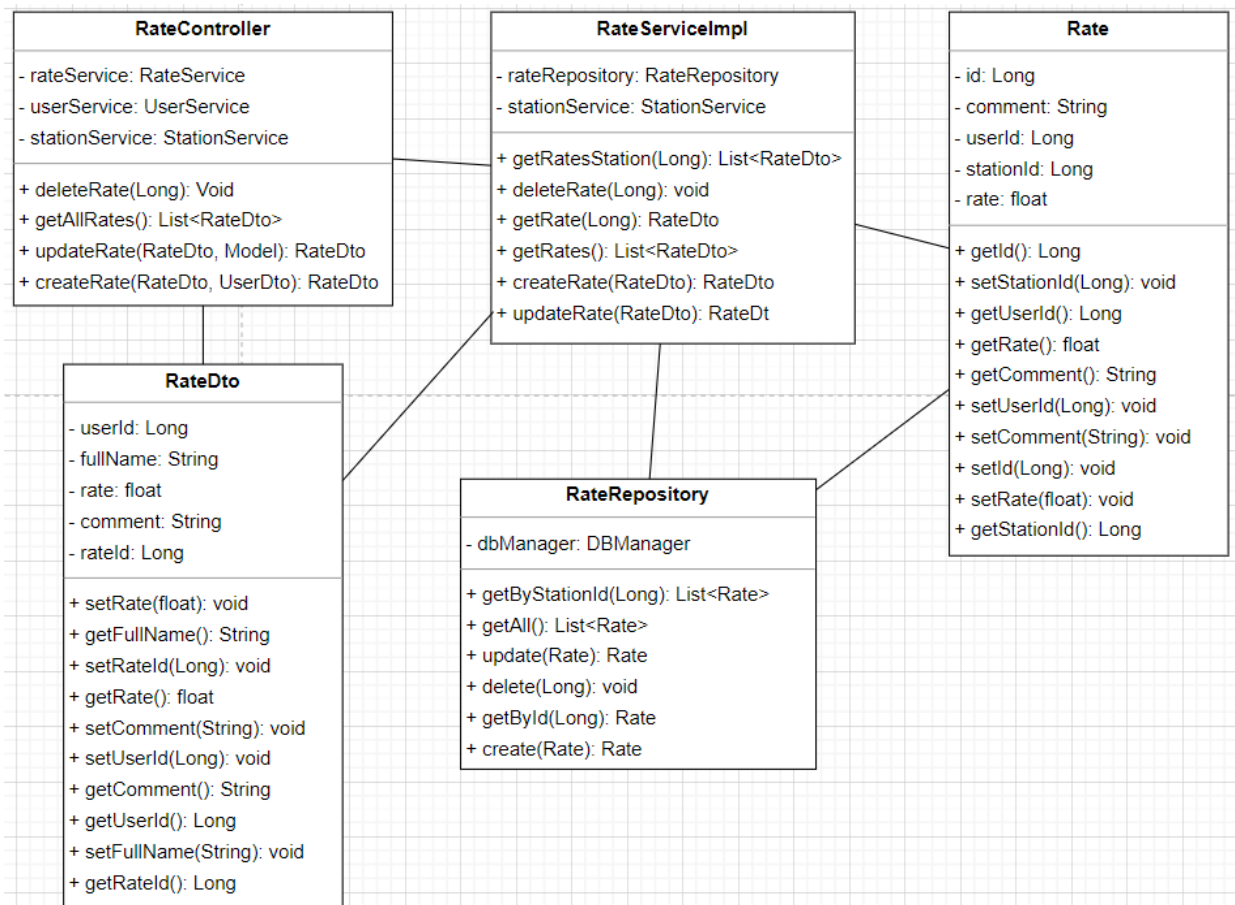 RateController
- rateService: RateService
- userService: UserService
- stationService: StationService
+ deleteRate(Long): Void
+ getAllRates(): List<RateDto>
+ updateRate(RateDto, Model): RateDto
+ createRate(RateDto, UserDto): RateDto
RateServiceImpl
- rateRepository: RateRepository
- stationService: StationService
+ getRatesStation(Long): List<RateDto>
+ deleteRate(Long): void
+ getRate(Long): RateDto
+ getRates(): List<RateDto>
+ createRate(RateDto): RateDto
+ updateRate(RateDto): RateDt
Rate
- id: Long
- comment: String
- userId: Long
- stationId: Long
- rate: float
+ getId(): Long
+ setStationId(Long): void
+ getUserId(): Long
+ getRate(): float
+ getComment(): String
+ setUserId(Long): void
+ setComment(String): void
+ setId(Long): void
+ setRate(float): void
+ getStationId(): Long
RateDto
- userId: Long
- fullName: String
- rate: float
- comment: String
- rateId: Long
+ setRate(float): void
+ getFullName(): String
+ setRateId(Long): void
+ getRate(): float
+ setComment(String): void
+ setUserId(Long): void
+ getComment(): String
+ getUserId(): Long
+ setFullName(String): void
+ getRateId(): Long
RateRepository
- dbManager: DBManager
+ getByStationId(Long): List<Rate>
+ getAll(): List<Rate>
+ update(Rate): Rate
+ delete(Long): void
+ getById(Long): Rate
+ create(Rate): Rate